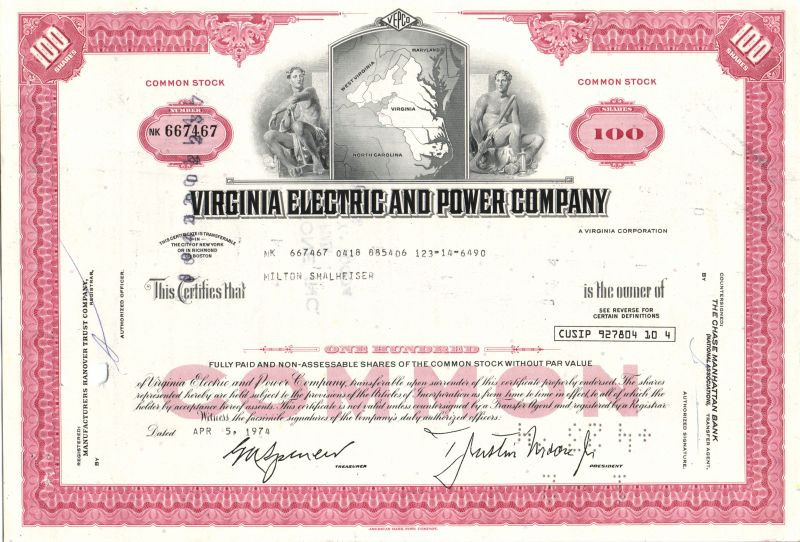 VEPCO
100 SHARES
100 SHARES
WEST VIRGINIA
MARYLAND
VIRGINIA
NORTH CAROLINA
COMMON STOCK
COMMON STOCK
NUMBER
NK 667467
SHARES
100
VIRGINIA ELECTRIC AND POWER COMPANY
A VIRGINIA CORPORATION
THIS CERTIFICATE IS TRANSFERABLE
IN
THE CITY OF NEW YORK
OR IN RICHMOND
OR BOSTON
NK 667467 0418 885406 123-14-6490
MILTON SHALHEISER
This Certifies that
is the owner of
SEE REVERSE FOR
CERTAIN DEFINITIONS
CUSIP 927804 10 4
ONE HUNDRED
FULLY PAID AND NON-ASSESSABLE SHARES OF THE COMMON STOCK WITHOUT PAR VALUE
of Virginia Electric and Power Company, transferable upon surrender of this certificate properly endorsed. The shares
represented hereby are held subject to the provisions of the Articles of Incorporation as from time to time in effect to all of which the
holder by acceptance hereof assents. This certificate is not valid unless countersigned by a Transfer Agent and registered by a Registrar.
Witness the facsimile signatures of the Company's duly authorized officers:
Dated APR 5, 1974
TREASURER
T. Justin Moore Jr
PRESIDENT
REGISTERED:
MANUFACTURERS HANOVER TRUST COMPANY,
REGISTRAR,
BY
AUTHORIZED OFFICER.
COUNTERSIGNED:
THE CHASE MANHATTAN BANK
(NATIONAL ASSOCIATION),
TRANSFER AGENT,
BY
AUTHORIZED SIGNATURE.
AMERICAN BANK NOTE COMPANY.